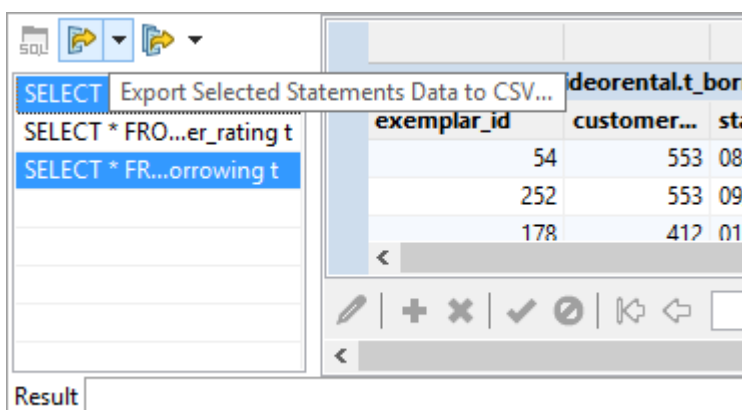 SQL
SELECT
Export Selected Statements Data to CSV...
SELECT * FRO...er_rating t
SELECT * FR...orrowing t
ideorental.t_bor
exemplar_id customer... sta
54 553 08
252 553 09
178 412 01
Result